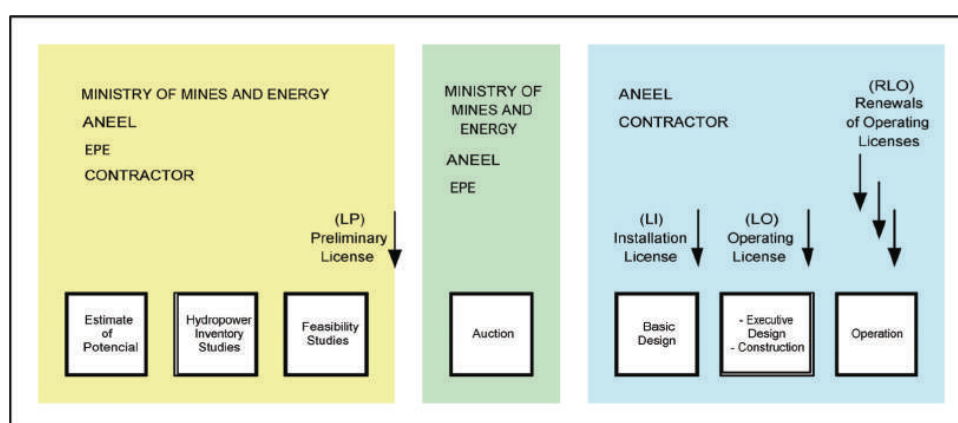 MINISTRY OF MINES AND ENERGY
ANEEL
EPE
CONTRACTOR
(LP)
Preliminary
License
Estimate
of
Potencial
Hydropower
Inventory
Studies
Feasibility
Studies
MINISTRY OF
MINES AND
ENERGY
ANEEL
EPE
Auction
ANEEL
CONTRACTOR
(RLO)
Renewals
of Operating
Licenses
(LI)
Installation
License
(LO)
Operating
License
Basic
Design
- Executive
Design
- Construction
Operation